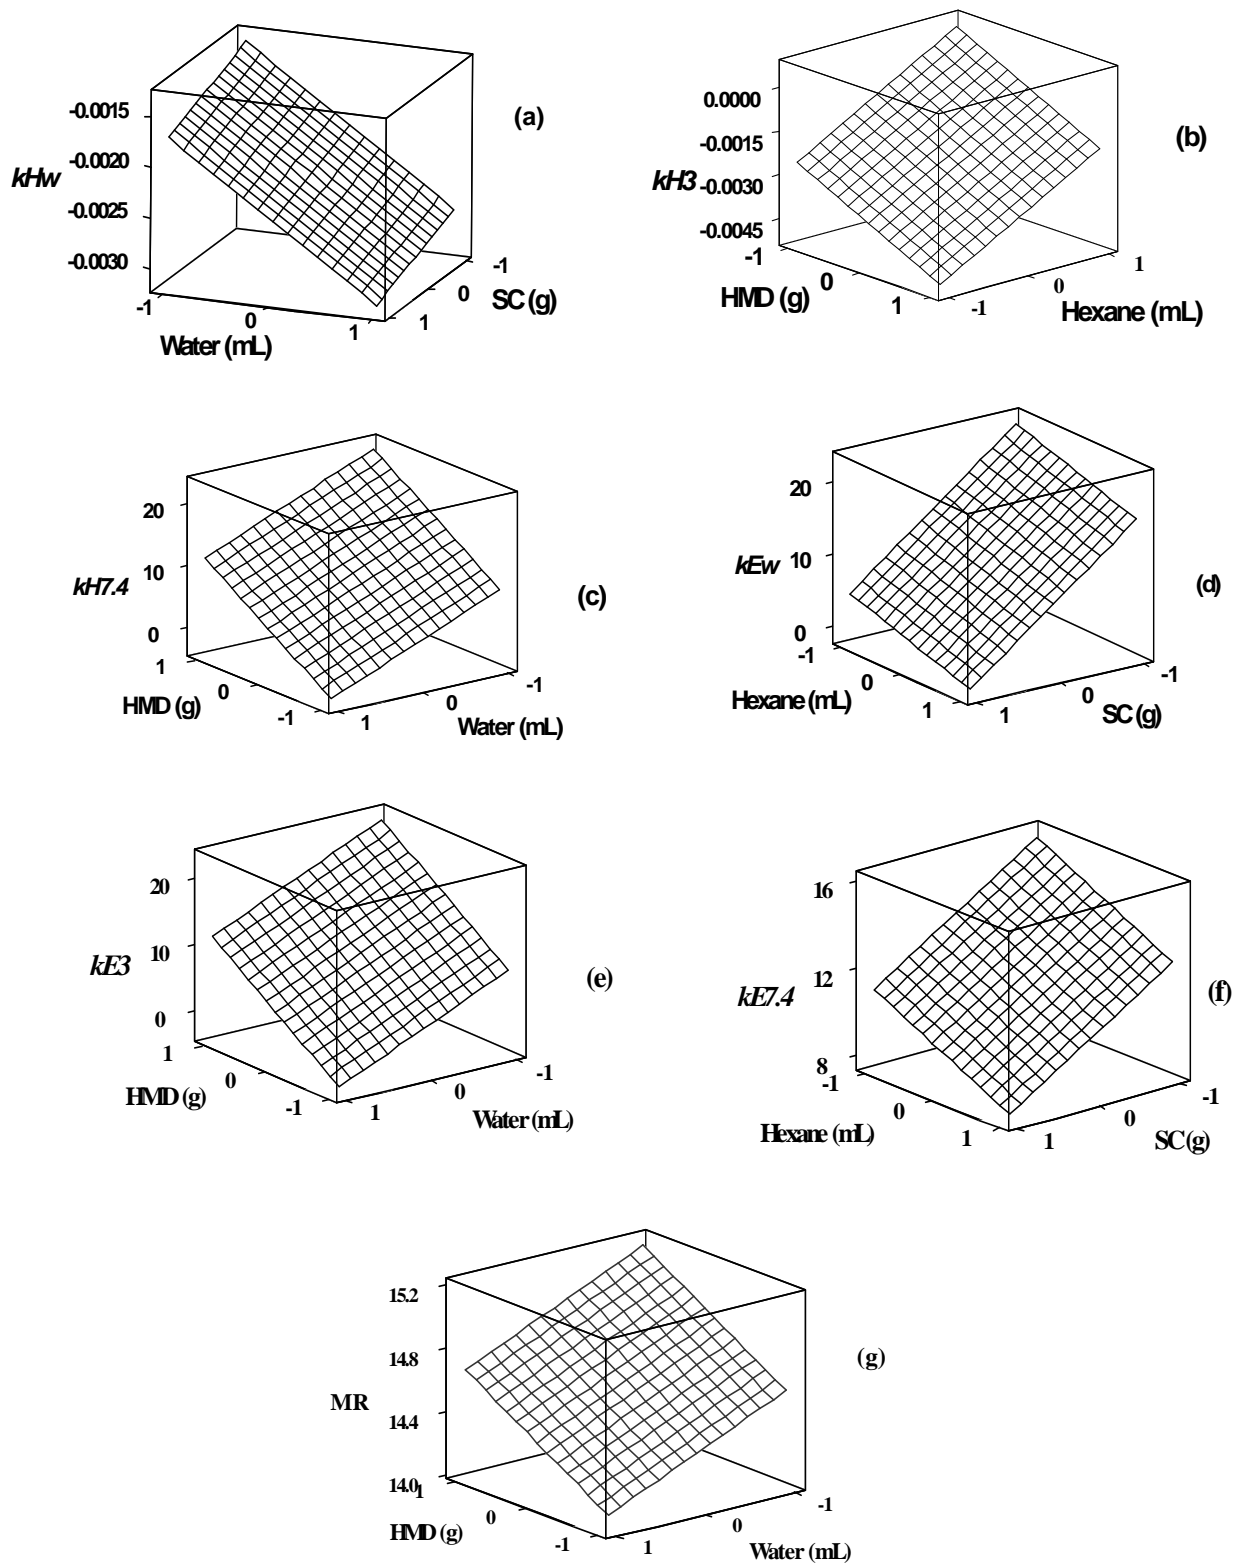 (a)
-0.0015
-0.0020
kHw
-0.0025
-0.0030
-1
0
1
Water (mL)
-1
0
1
SC (g)
(b)
0.0000
-0.0015
kH3
-0.0030
-0.0045
-1
0
1
HMD (g)
-1
0
1
Hexane (mL)
(c)
20
10
kH7.4
0
1
0
-1
HMD (g)
1
0
-1
Water (mL)
(d)
20
10
kEw
0
-1
0
1
Hexane (mL)
1
0
-1
SC (g)
(e)
20
10
kE3
0
1
0
-1
HMD (g)
1
0
-1
Water (mL)
(f)
16
12
kE7.4
8
-1
0
1
Hexane (mL)
1
0
-1
SC (g)
(g)
15.2
14.8
MR
14.4
14.0
1
0
-1
HMD (g)
1
0
-1
Water (mL)